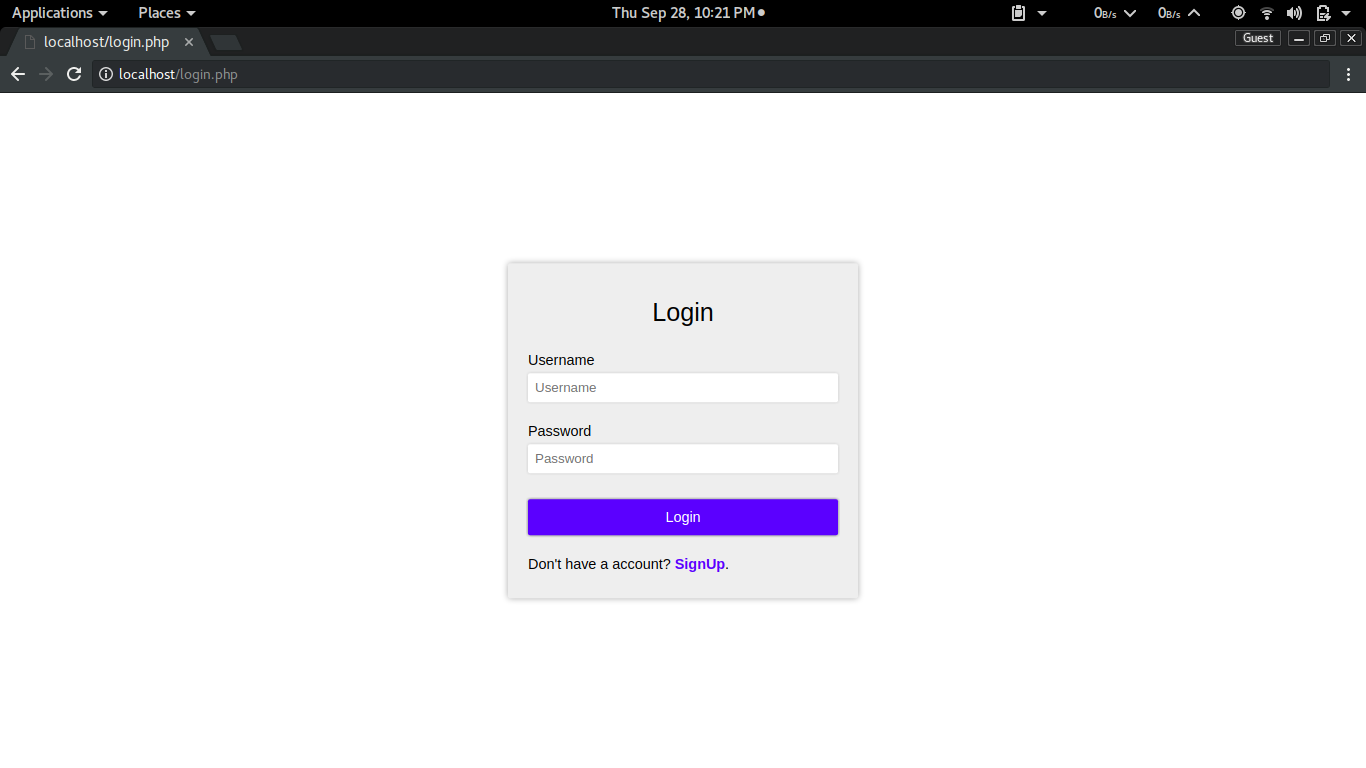 Applications Places Thu Sep 28, 10:21 PM 0B/s 0B/s
localhost/login.php Guest
localhost/login.php
Login
Username
Username
Password
Password
Login
Don't have a account? SignUp.